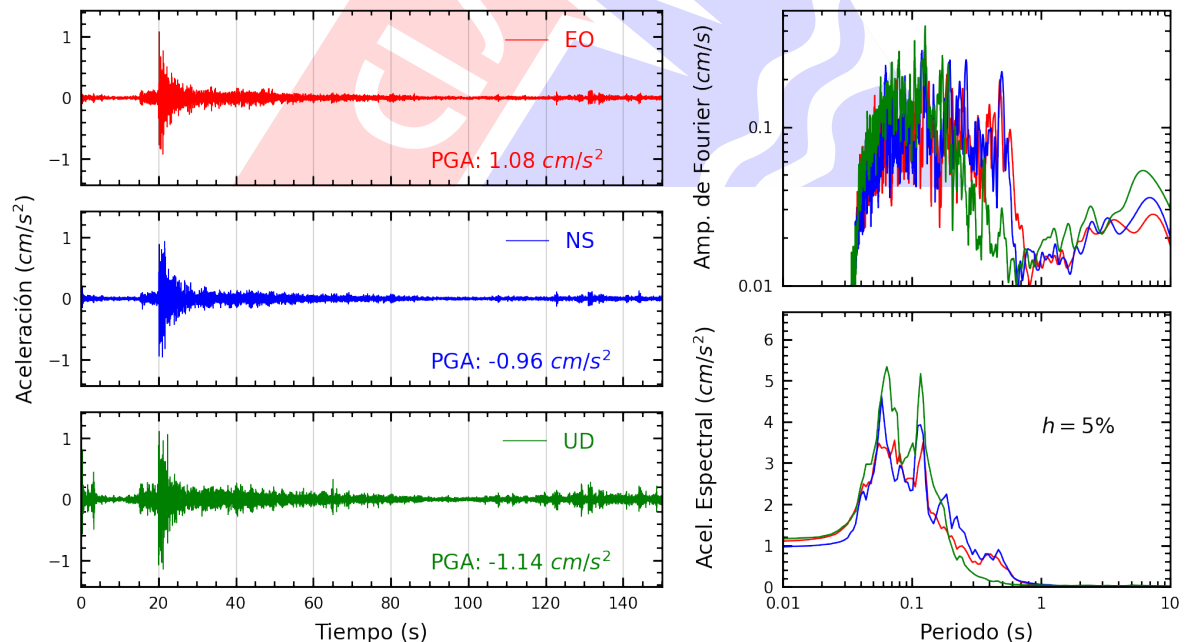 Aceleración (cm/s²)
1
0
−1
EO
PGA: 1.08 cm/s²
1
0
−1
NS
PGA: -0.96 cm/s²
1
0
−1
UD
PGA: -1.14 cm/s²
0 20 40 60 80 100 120 140
Tiempo (s)
Amp. de Fourier (cm/s)
0.1
0.01
Acel. Espectral (cm/s²)
6
5
4
3
2
1
0
h = 5%
0.01 0.1 1 10
Periodo (s)